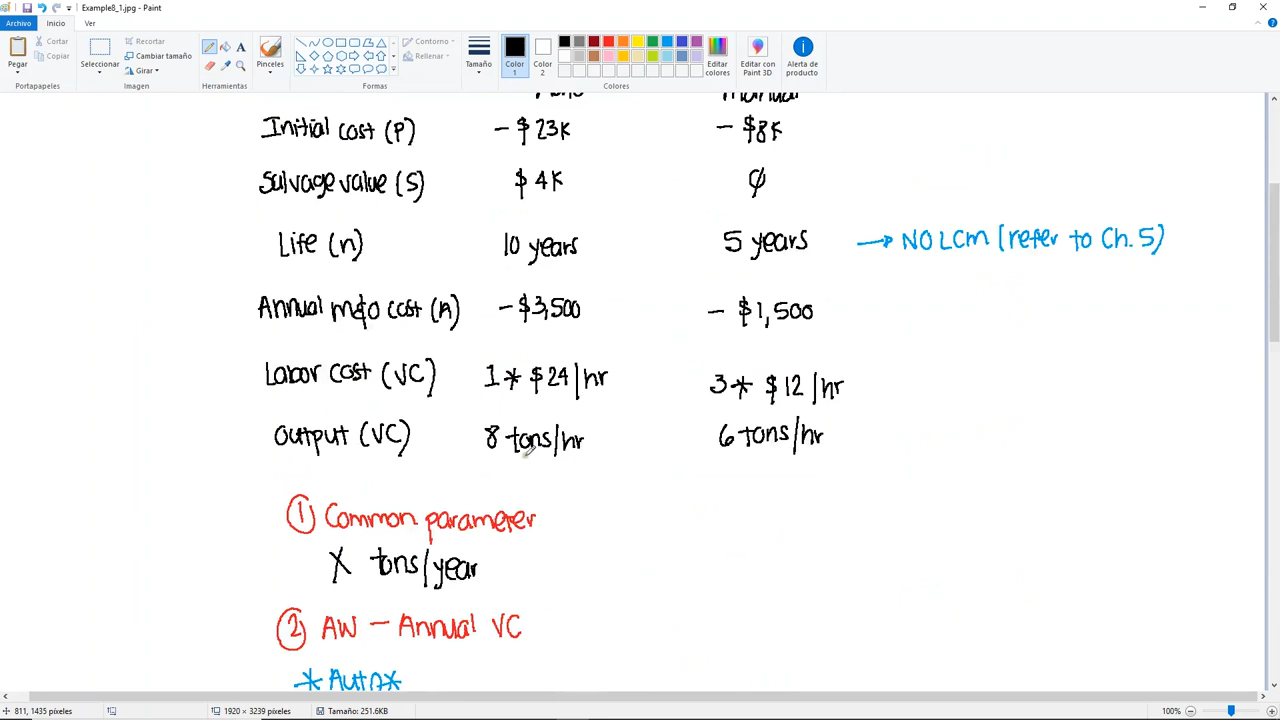 Example8_1.jpg - Paint
Archivo Inicio Ver
Pegar
Cortar
Copiar
Portapapeles
Seleccionar
Recortar
Cambiar tamaño
Girar
Imagen
Herramientas
Pinceles
Contorno
Rellenar
Formas
Tamaño
Color 1
Color 2
Editar colores
Colores
Editar con Paint 3D
Alerta de producto
Manual
Initial cost (P) - $23K - $8K
Salvage value (S) $4K ∅
Life (n) 10 years 5 years → NO LCM (refer to Ch. 5)
Annual m&o cost (A) - $3,500 - $1,500
Labor cost (VC) 1 * $24/hr 3 * $12/hr
Output (VC) 8 tons/hr 6 tons/hr
① Common parameter
X tons/year
② AW - Annual VC
*Auto*
811, 1435 píxeles 1920 × 3239 píxeles Tamaño: 251.6KB 100%